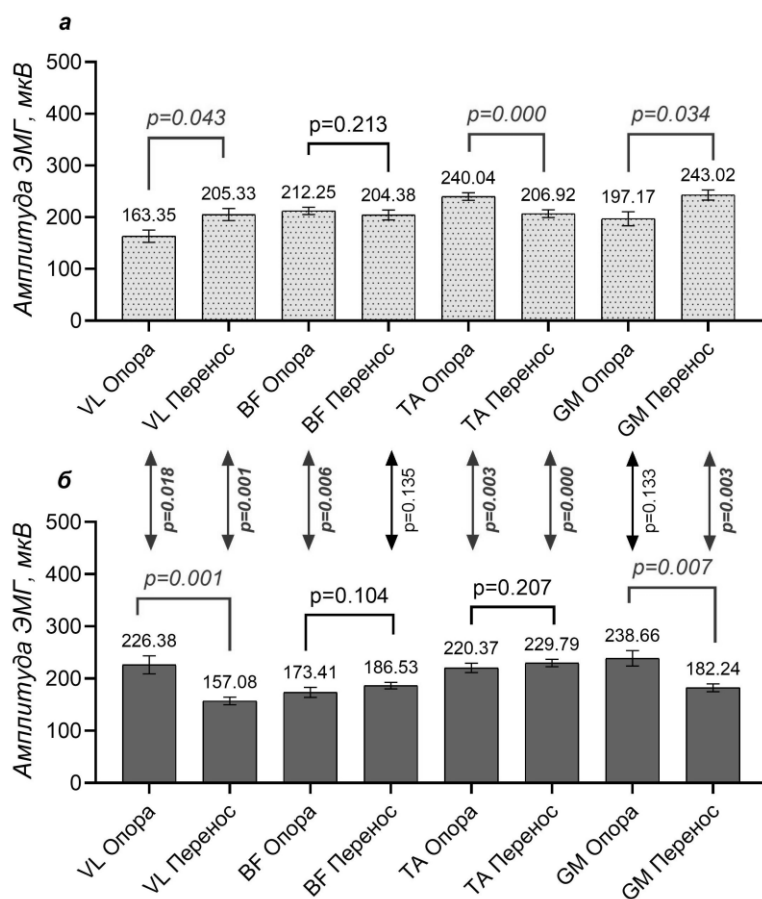 а
Амплитуда ЭМГ, мкВ
500
400
300
200
100
0
p=0.043
p=0.213
p=0.000
p=0.034
163.35
205.33
212.25
204.38
240.04
206.92
197.17
243.02
VL Опора
VL Перенос
BF Опора
BF Перенос
TA Опора
TA Перенос
GM Опора
GM Перенос
p=0.018
p=0.001
p=0.006
p=0.135
p=0.003
p=0.000
p=0.133
p=0.003
б
Амплитуда ЭМГ, мкВ
500
400
300
200
100
0
p=0.001
p=0.104
p=0.207
p=0.007
226.38
157.08
173.41
186.53
220.37
229.79
238.66
182.24
VL Опора
VL Перенос
BF Опора
BF Перенос
TA Опора
TA Перенос
GM Опора
GM Перенос